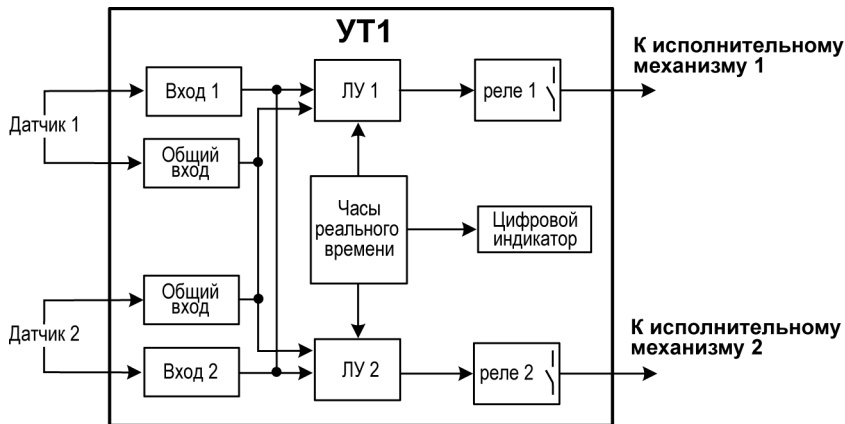 УТ1
К исполнительному
механизму 1
Вход 1
ЛУ 1
реле 1
Датчик 1
Общий
вход
Часы
реального
времени
Цифровой
индикатор
Общий
вход
Датчик 2
К исполнительному
механизму 2
Вход 2
ЛУ 2
реле 2